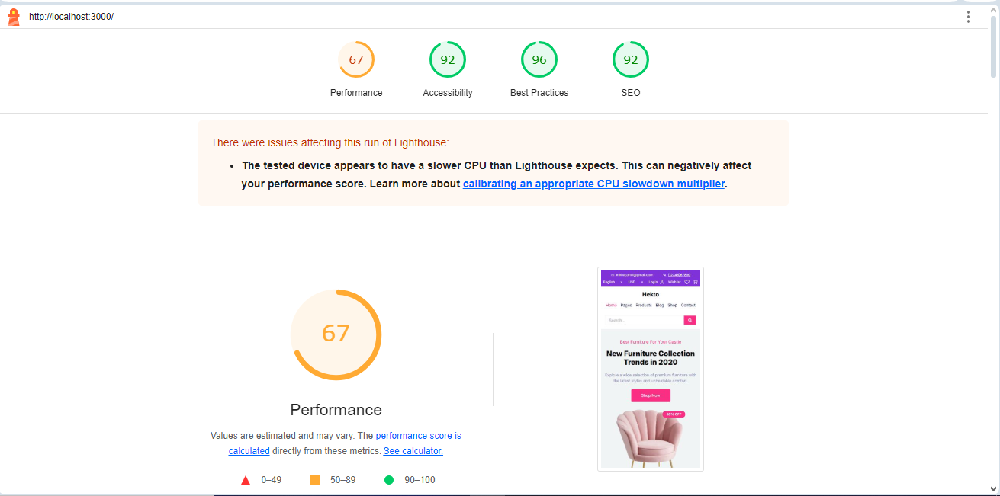 http://localhost:3000/
67
92
96
92
Performance
Accessibility
Best Practices
SEO
There were issues affecting this run of Lighthouse:
The tested device appears to have a slower CPU than Lighthouse expects. This can negatively affect
your performance score. Learn more about calibrating an appropriate CPU slowdown multiplier.
67
Performance
Values are estimated and may vary. The performance score is
calculated directly from these metrics. See calculator.
0–49
50–89
90–100
English USD Login Wishlist
Hekto
Home Pages Products Blog Shop Contact
Search...
Best Furniture For Your Castle
New Furniture Collection
Trends in 2020
Explore a wide selection of premium furniture with
the latest styles and unbeatable comfort.
Shop Now
50% OFF